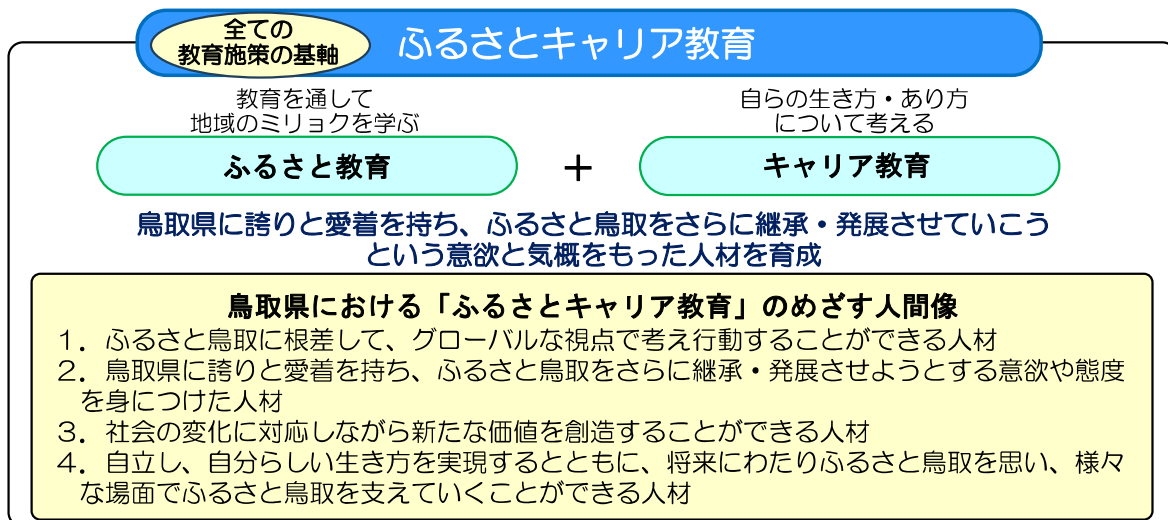 全ての
教育施策の基軸
ふるさとキャリア教育
教育を通して
地域のミリョクを学ぶ
自らの生き方・あり方
について考える
ふるさと教育
＋
キャリア教育
鳥取県に誇りと愛着を持ち、ふるさと鳥取をさらに継承・発展させていこう
という意欲と気概をもった人材を育成
鳥取県における「ふるさとキャリア教育」のめざす人間像
１．ふるさと鳥取に根差して、グローバルな視点で考え行動することができる人材
２．鳥取県に誇りと愛着を持ち、ふるさと鳥取をさらに継承・発展させようとする意欲や態度
を身につけた人材
３．社会の変化に対応しながら新たな価値を創造することができる人材
４．自立し、自分らしい生き方を実現するとともに、将来にわたりふるさと鳥取を思い、様々
な場面でふるさと鳥取を支えていくことができる人材